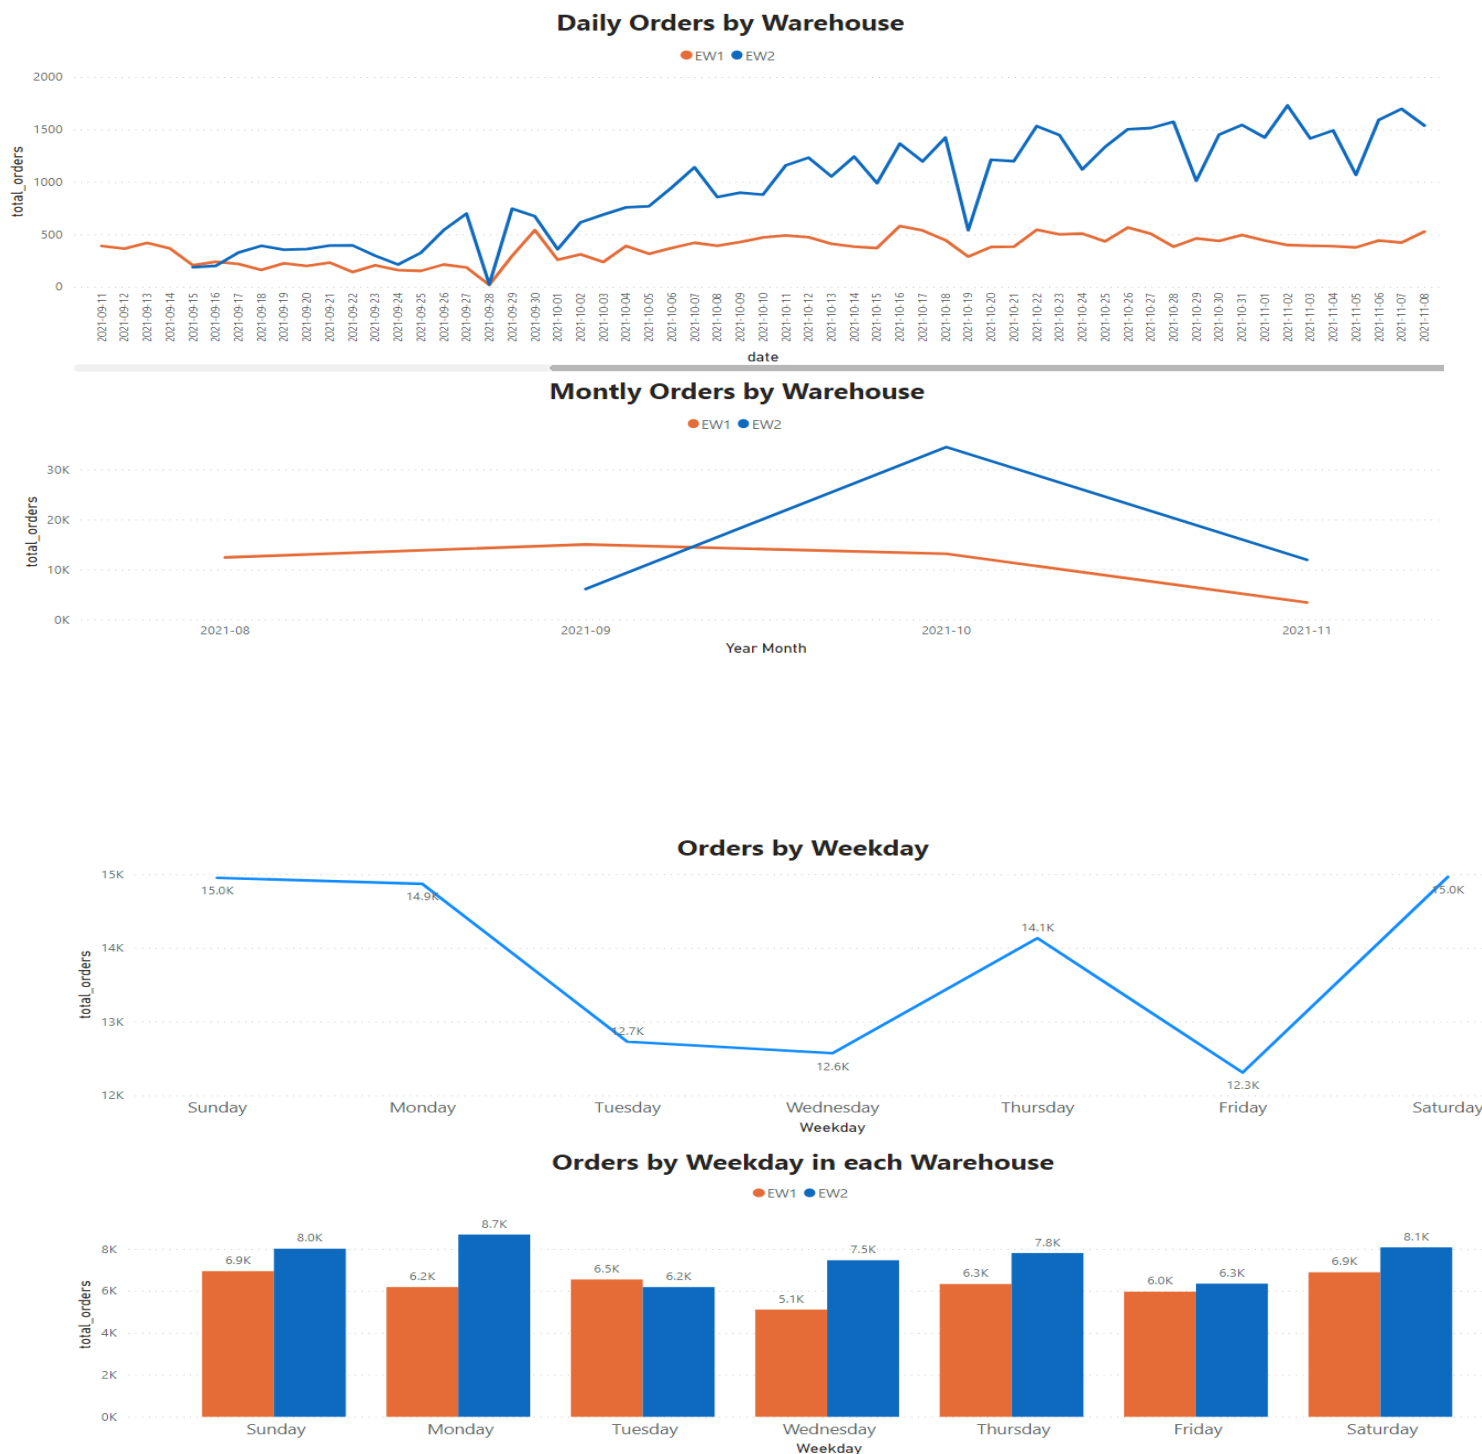 Daily Orders by Warehouse
EW1 EW2
total_orders
2000
1500
1000
500
0
2021-09-11 2021-09-12 2021-09-13 2021-09-14 2021-09-15 2021-09-16 2021-09-17 2021-09-18 2021-09-19 2021-09-20 2021-09-21 2021-09-22 2021-09-23 2021-09-24 2021-09-25 2021-09-26 2021-09-27 2021-09-28 2021-09-29 2021-09-30 2021-10-01 2021-10-02 2021-10-03 2021-10-04 2021-10-05 2021-10-06 2021-10-07 2021-10-08 2021-10-09 2021-10-10 2021-10-11 2021-10-12 2021-10-13 2021-10-14 2021-10-15 2021-10-16 2021-10-17 2021-10-18 2021-10-19 2021-10-20 2021-10-21 2021-10-22 2021-10-23 2021-10-24 2021-10-25 2021-10-26 2021-10-27 2021-10-28 2021-10-29 2021-10-30 2021-10-31 2021-11-01 2021-11-02 2021-11-03 2021-11-04 2021-11-05 2021-11-06 2021-11-07 2021-11-08
date
Montly Orders by Warehouse
EW1 EW2
total_orders
30K
20K
10K
0K
2021-08 2021-09 2021-10 2021-11
Year Month
Orders by Weekday
total_orders
15K
14K
13K
12K
15.0K 14.9K 12.7K 12.6K 14.1K 12.3K 15.0K
Sunday Monday Tuesday Wednesday Thursday Friday Saturday
Weekday
Orders by Weekday in each Warehouse
EW1 EW2
total_orders
8K
6K
4K
2K
0K
6.9K 8.0K 6.2K 8.7K 6.5K 6.2K 5.1K 7.5K 6.3K 7.8K 6.0K 6.3K 6.9K 8.1K
Sunday Monday Tuesday Wednesday Thursday Friday Saturday
Weekday